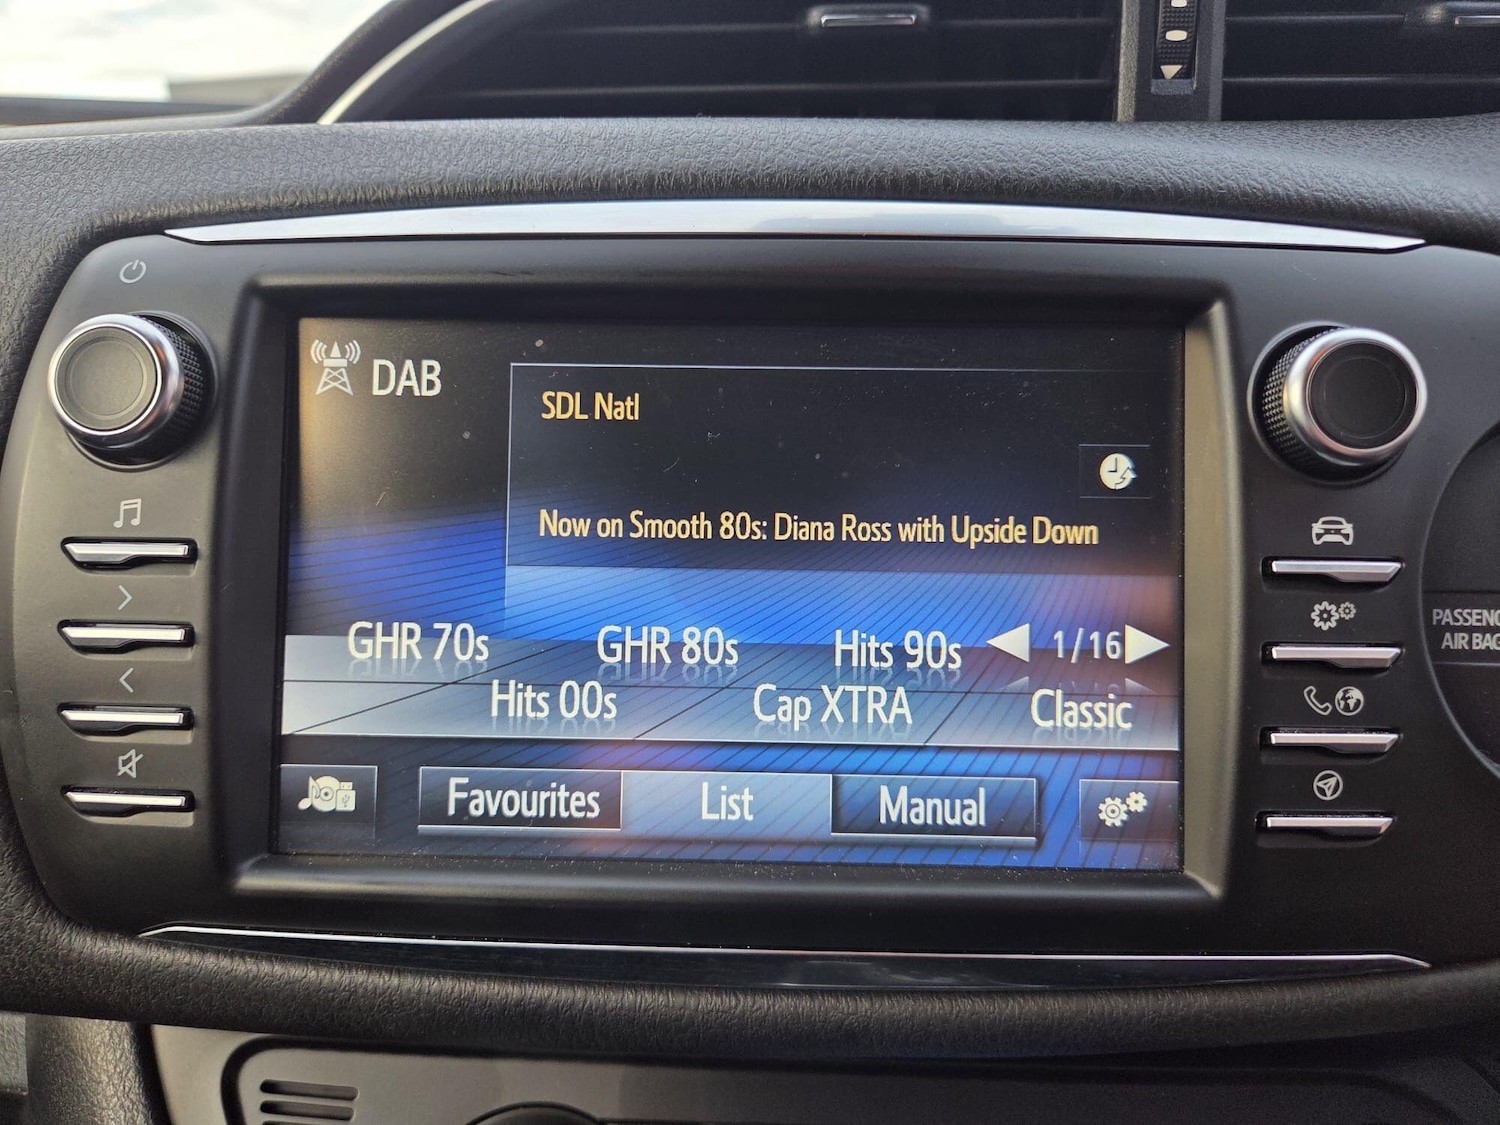 DAB
SDL Natl
Now on Smooth 80s: Diana Ross with Upside Down
GHR 70s GHR 80s Hits 90s 1/16
Hits 00s Cap XTRA Classic
Favourites List Manual
AIR BAG